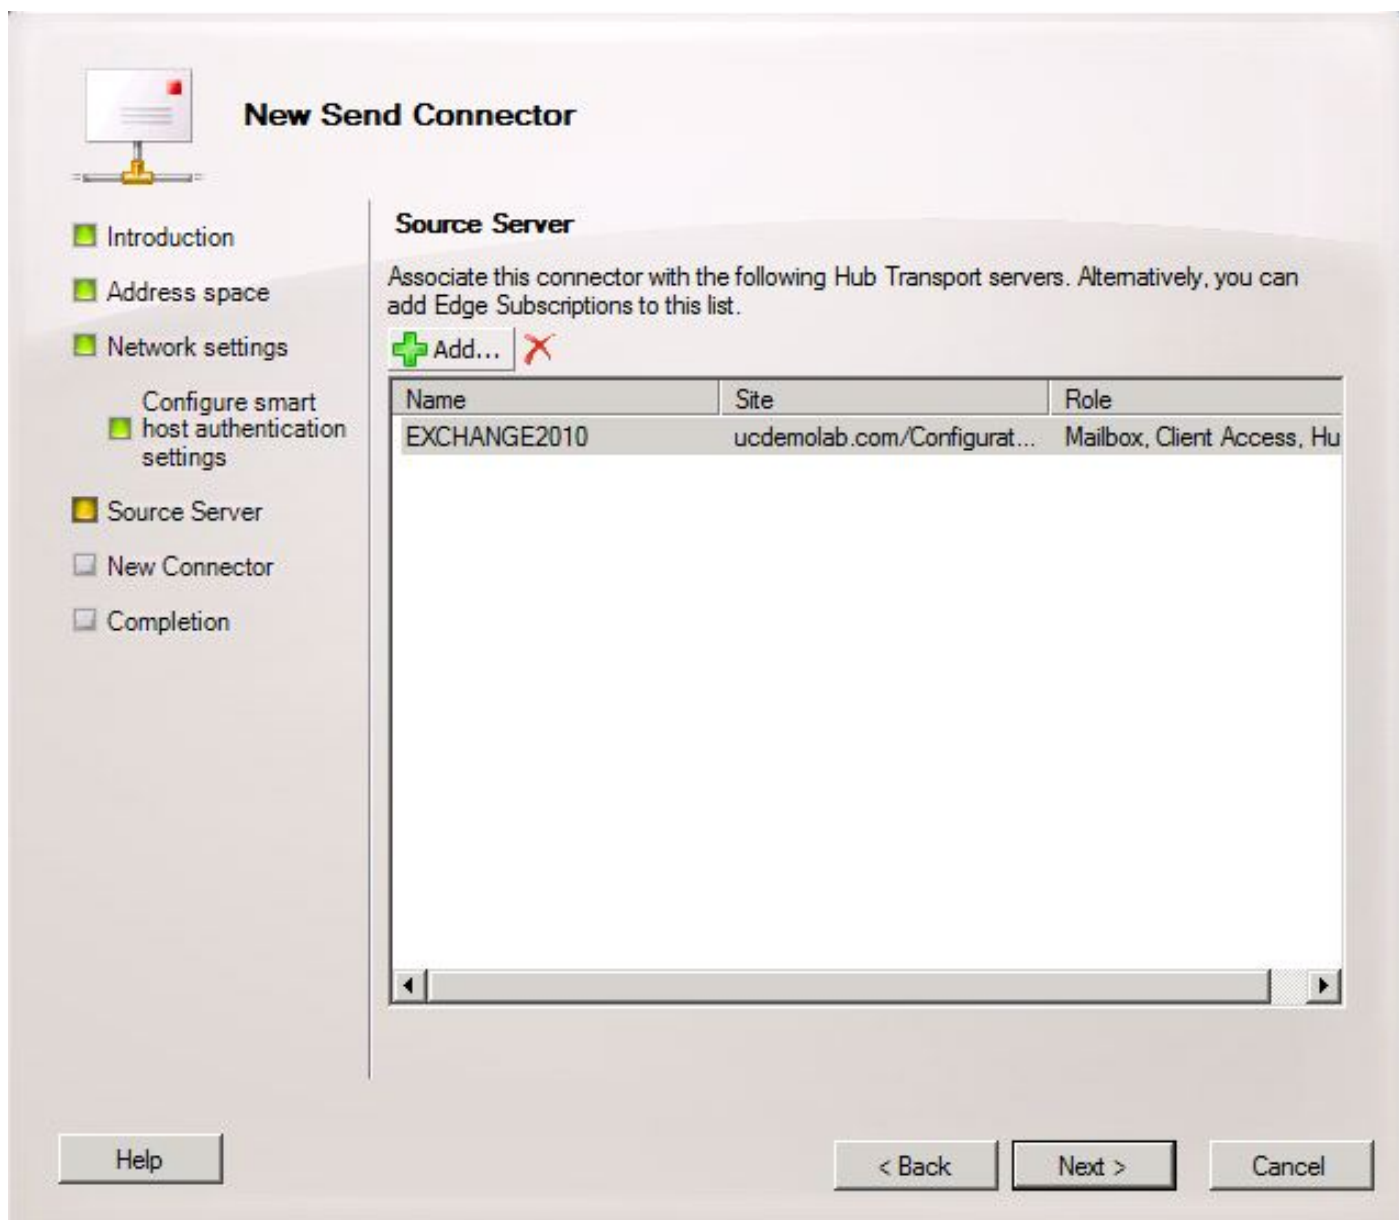 New Send Connector
Introduction
Address space
Network settings
Configure smart
host authentication
settings
Source Server
New Connector
Completion
Source Server
Associate this connector with the following Hub Transport servers. Alternatively, you can
add Edge Subscriptions to this list.
Add...
Name Site Role
EXCHANGE2010 ucdemolab.com/Configurat... Mailbox, Client Access, Hu
Help < Back Next > Cancel